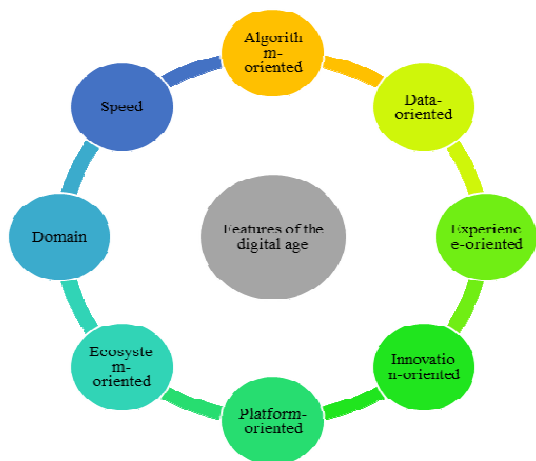 Algorith
m-
oriented
Data-
oriented
Experienc
e-oriented
Innovatio
n-oriented
Platform-
oriented
Ecosyste
m-
oriented
Domain
Speed
Features of the
digital age